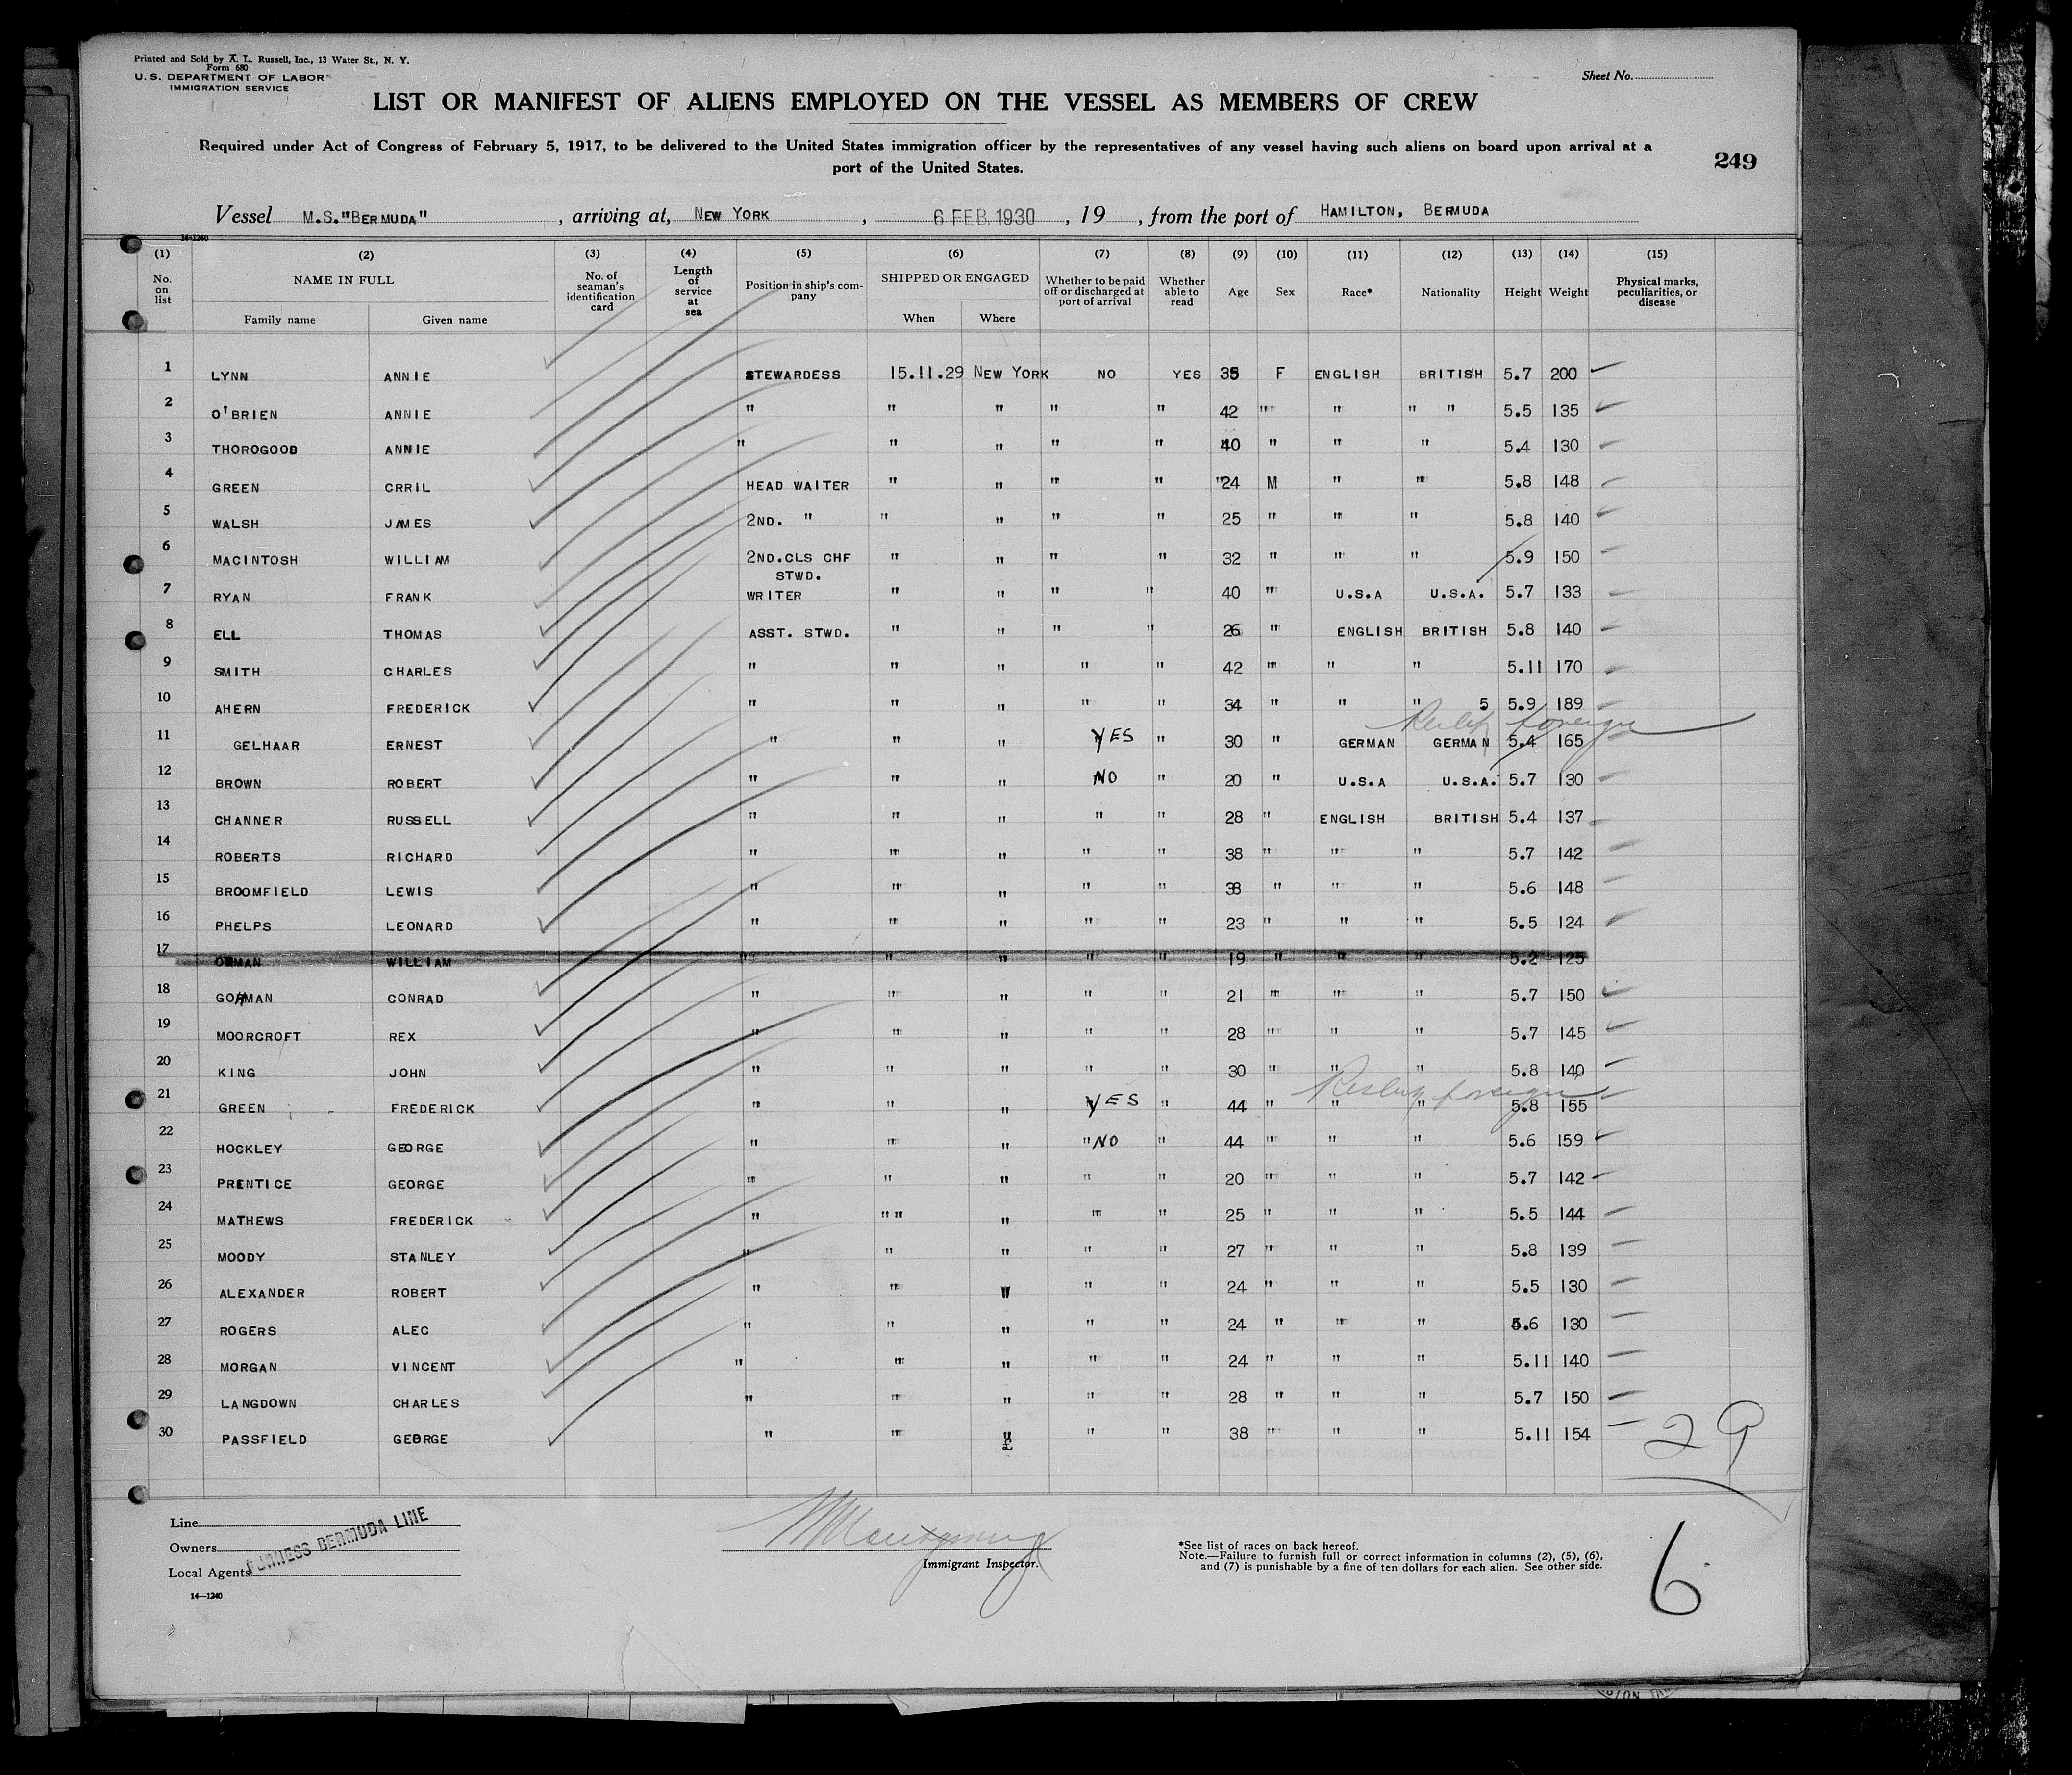 Printed and Sold by A. L. Russell, Inc., 13 Water St., N. Y.
Form 680
U. S. DEPARTMENT OF LABOR
IMMIGRATION SERVICE
Sheet No.
LIST OR MANIFEST OF ALIENS EMPLOYED ON THE VESSEL AS MEMBERS OF CREW
Required under Act of Congress of February 5, 1917, to be delivered to the United States immigration officer by the representatives of any vessel having such aliens on board upon arrival at a
port of the United States.
249
Vessel M.S."BERMUDA" , arriving at, NEW YORK , 6 FEB. 1930 , 19 , from the port of HAMILTON, BERMUDA
14-1240
(1) (2) (3) (4) (5) (6) (7) (8) (9) (10) (11) (12) (13) (14) (15)
No. on list NAME IN FULL Family name Given name No. of seaman's identification card Length of service at sea Position in ship's company SHIPPED OR ENGAGED When Where Whether to be paid off or discharged at port of arrival Whether able to read Age Sex Race* Nationality Height Weight Physical marks, peculiarities, or disease
1 LYNN ANNIE STEWARDESS 15.11.29 NEW YORK NO YES 35 F ENGLISH BRITISH 5.7 200
2 O'BRIEN ANNIE " " " " " 42 " " " " 5.5 135
3 THOROGOOD ANNIE " " " " " 40 " " " 5.4 130
4 GREEN CRRIL HEAD WAITER " " " " "24 M " " 5.8 148
5 WALSH JAMES 2ND. " " " " " 25 " " " 5.8 140
6 MACINTOSH WILLIAM 2ND.CLS CHF STWD. " " " " 32 " " " 5.9 150
7 RYAN FRANK WRITER " " " " 40 " U.S.A U.S.A. 5.7 133
8 ELL THOMAS ASST. STWD. " " " " 26 " ENGLISH BRITISH 5.8 140
9 SMITH CHARLES " " " " " 42 " " " 5.11 170
10 AHERN FREDERICK " " " " " 34 " " " 5 5.9 189
11 GELHAAR ERNEST " " " YES " 30 " GERMAN GERMAN 5.4 165
12 BROWN ROBERT " " " NO " 20 " U.S.A U.S.A. 5.7 130
13 CHANNER RUSSELL " " " " " 28 " ENGLISH BRITISH 5.4 137
14 ROBERTS RICHARD " " " " " 38 " " " 5.7 142
15 BROOMFIELD LEWIS " " " " " 38 " " " 5.6 148
16 PHELPS LEONARD " " " " " 23 " " " 5.5 124
17 WILLIAM " " " " " 19 " " " 5.2 125
18 GOHMAN CONRAD " " " " " 21 " " " 5.7 150
19 MOORCROFT REX " " " " " 28 " " " 5.7 145
20 KING JOHN " " " " " 30 " " " 5.8 140
21 GREEN FREDERICK " " " YES " 44 " " " 5.8 155
22 HOCKLEY GEORGE " " " " NO " 44 " " " 5.6 159
23 PRENTICE GEORGE " " " " " 20 " " " 5.7 142
24 MATHEWS FREDERICK " " " " " " 25 " " " 5.5 144
25 MOODY STANLEY " " " " " 27 " " " 5.8 139
26 ALEXANDER ROBERT " " " " " 24 " " " 5.5 130
27 ROGERS ALEC " " " " " 24 " " " 5.6 130
28 MORGAN VINCENT " " " " " 24 " " " 5.11 140
29 LANGDOWN CHARLES " " " " " 28 " " " 5.7 150
30 PASSFIELD GEORGE " " " " " 38 " " " 5.11 154
29
Line
Owners
Local Agents
FURNESS BERMUDA LINE
14—1240
Immigrant Inspector.
*See list of races on back hereof.
Note.—Failure to furnish full or correct information in columns (2), (5), (6),
and (7) is punishable by a fine of ten dollars for each alien. See other side.
6